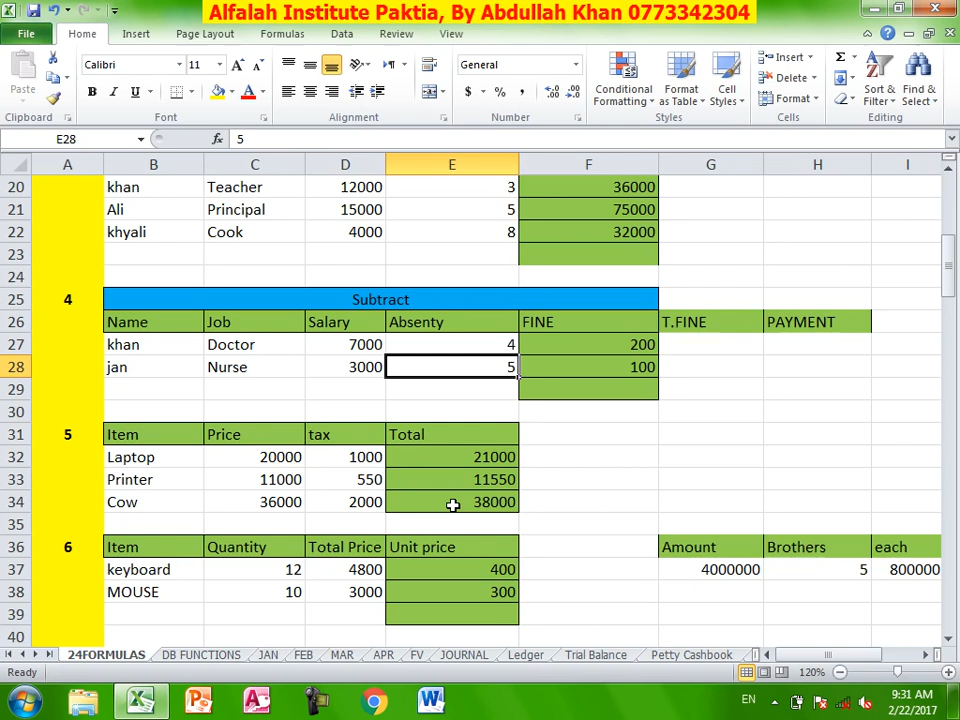 Alfalah Institute Paktia, By Abdullah Khan 0773342304
File Home Insert Page Layout Formulas Data Review View
Paste Calibri 11 General Conditional Formatting Format as Table Cell Styles Insert Delete Format Sort & Filter Find & Select
Clipboard Font Alignment Number Styles Cells Editing
E28 fx 5
A B C D E F G H I
20 khan Teacher 12000 3 36000
21 Ali Principal 15000 5 75000
22 khyali Cook 4000 8 32000
23
24
25 4 Subtract
26 Name Job Salary Absenty FINE T.FINE PAYMENT
27 khan Doctor 7000 4 200
28 jan Nurse 3000 5 100
29
30
31 5 Item Price tax Total
32 Laptop 20000 1000 21000
33 Printer 11000 550 11550
34 Cow 36000 2000 38000
35
36 6 Item Quantity Total Price Unit price Amount Brothers each
37 keyboard 12 4800 400 4000000 5 800000
38 MOUSE 10 3000 300
39
40
24FORMULAS DB FUNCTIONS JAN FEB MAR APR FV JOURNAL Ledger Trial Balance Petty Cashbook
Ready 120%
EN 9:31 AM
2/22/2017